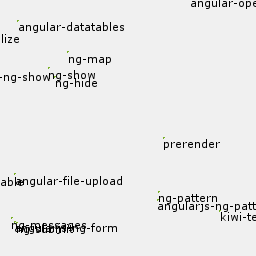 angular-ope
angular-datatables
lize
ng-map
-ng-show
ng-show
ng-hide
prerender
able
angular-file-upload
ng-pattern
angularjs-ng-patt
kiwi-te
ng-messages
ng-form